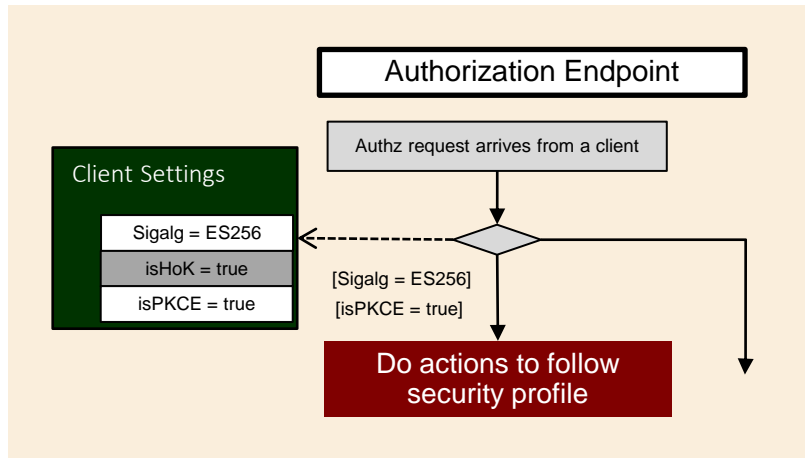 Authorization Endpoint
Authz request arrives from a client
Client Settings
Sigalg = ES256
isHoK = true
isPKCE = true
[Sigalg = ES256]
[isPKCE = true]
Do actions to follow
security profile